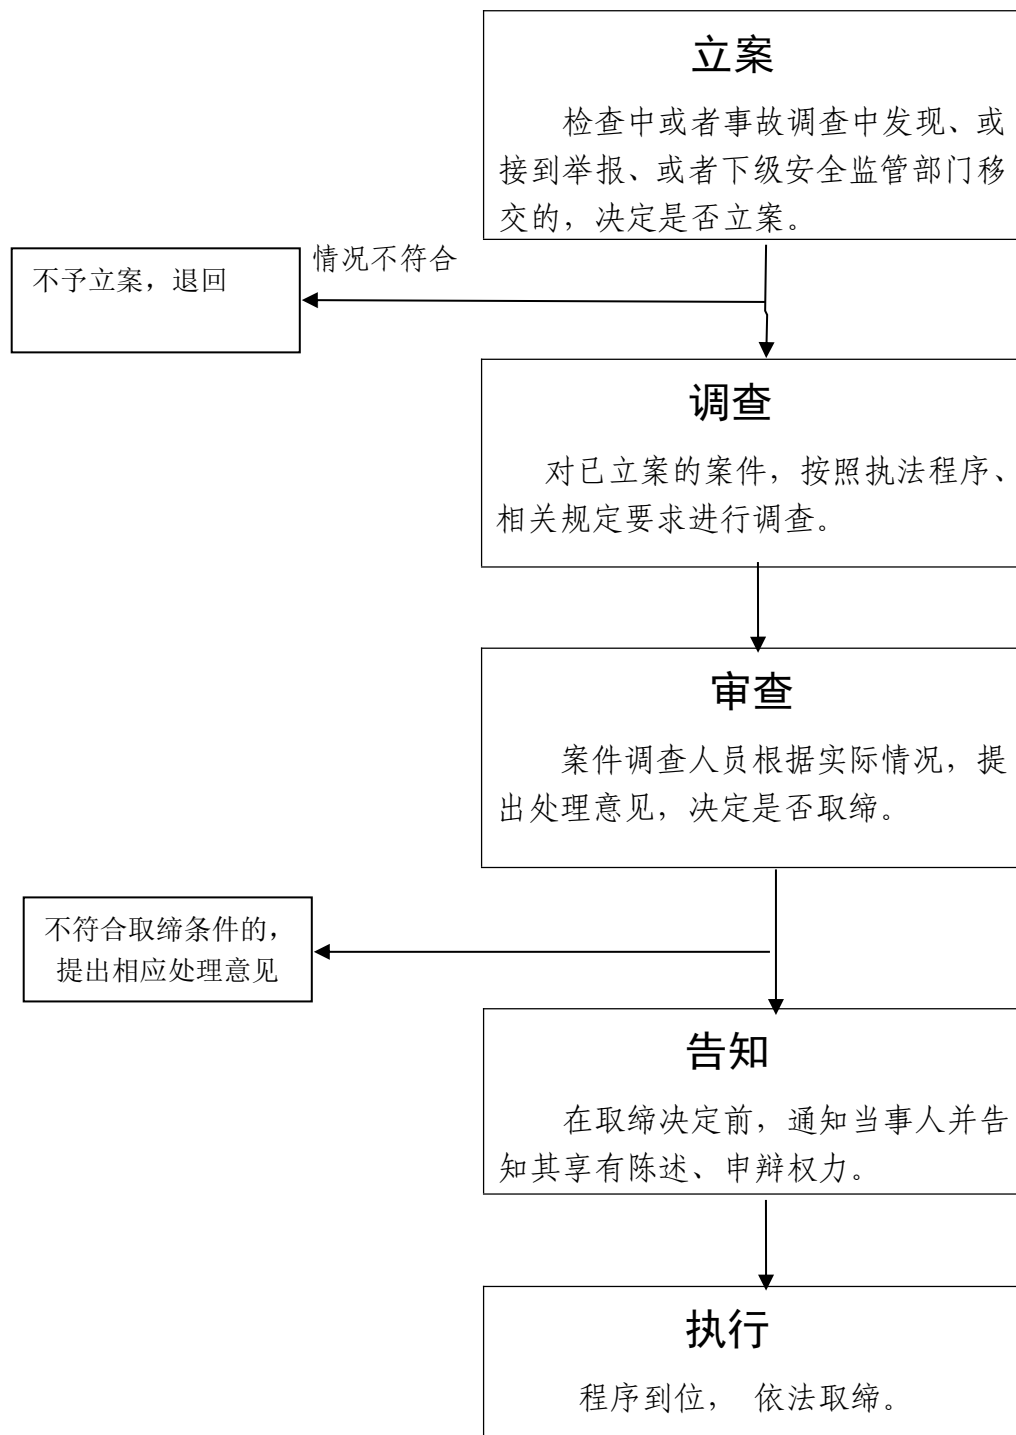 立案
检查中或者事故调查中发现、或
接到举报、或者下级安全监管部门移
交的，决定是否立案。
情况不符合
不予立案，退回
调查
对已立案的案件，按照执法程序、
相关规定要求进行调查。
审查
案件调查人员根据实际情况，提
出处理意见，决定是否取缔。
不符合取缔条件的，
提出相应处理意见
告知
在取缔决定前，通知当事人并告
知其享有陈述、申辩权力。
执行
程序到位， 依法取缔。